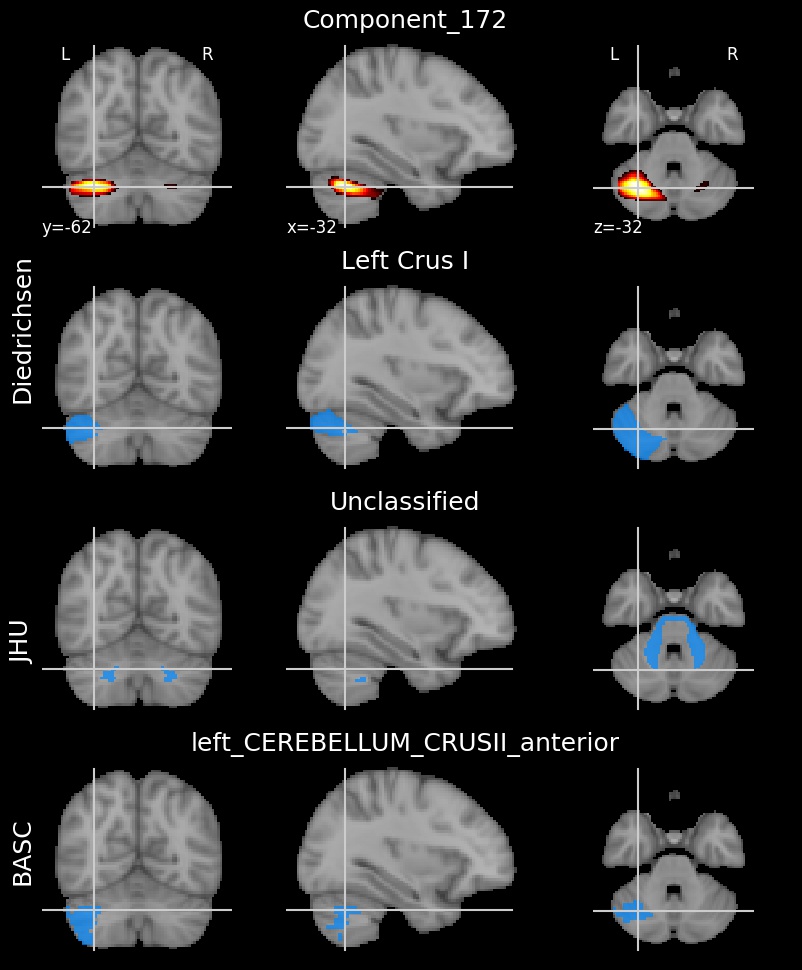 Component_172
L R L R
y=-62 x=-32 z=-32
Diedrichsen
Left Crus I
JHU
Unclassified
BASC
left_CEREBELLUM_CRUSII_anterior